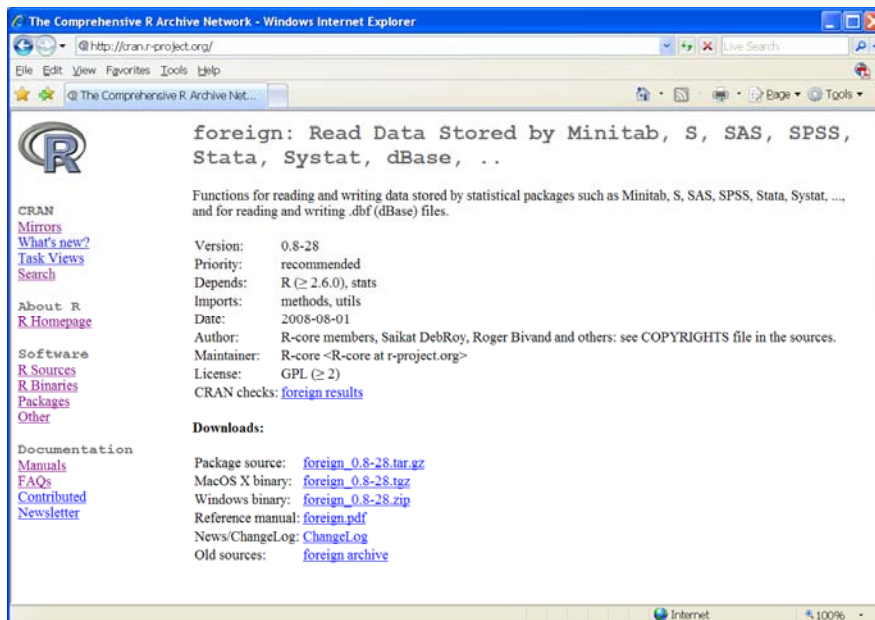 The Comprehensive R Archive Network - Windows Internet Explorer
http://cran.r-project.org/
Live Search
File Edit View Favorites Tools Help
The Comprehensive R Archive Net...
Page Tools
R
foreign: Read Data Stored by Minitab, S, SAS, SPSS,
Stata, Systat, dBase, ..
Functions for reading and writing data stored by statistical packages such as Minitab, S, SAS, SPSS, Stata, Systat, ...,
and for reading and writing .dbf (dBase) files.
CRAN
Mirrors
What's new?
Task Views
Search
About R
R Homepage
Software
R Sources
R Binaries
Packages
Other
Documentation
Manuals
FAQs
Contributed
Newsletter
Version: 0.8-28
Priority: recommended
Depends: R (≥ 2.6.0), stats
Imports: methods, utils
Date: 2008-08-01
Author: R-core members, Saikat DebRoy, Roger Bivand and others: see COPYRIGHTS file in the sources.
Maintainer: R-core <R-core at r-project.org>
License: GPL (≥ 2)
CRAN checks: foreign results
Downloads:
Package source: foreign_0.8-28.tar.gz
MacOS X binary: foreign_0.8-28.tgz
Windows binary: foreign_0.8-28.zip
Reference manual: foreign.pdf
News/ChangeLog: ChangeLog
Old sources: foreign archive
Internet 100%